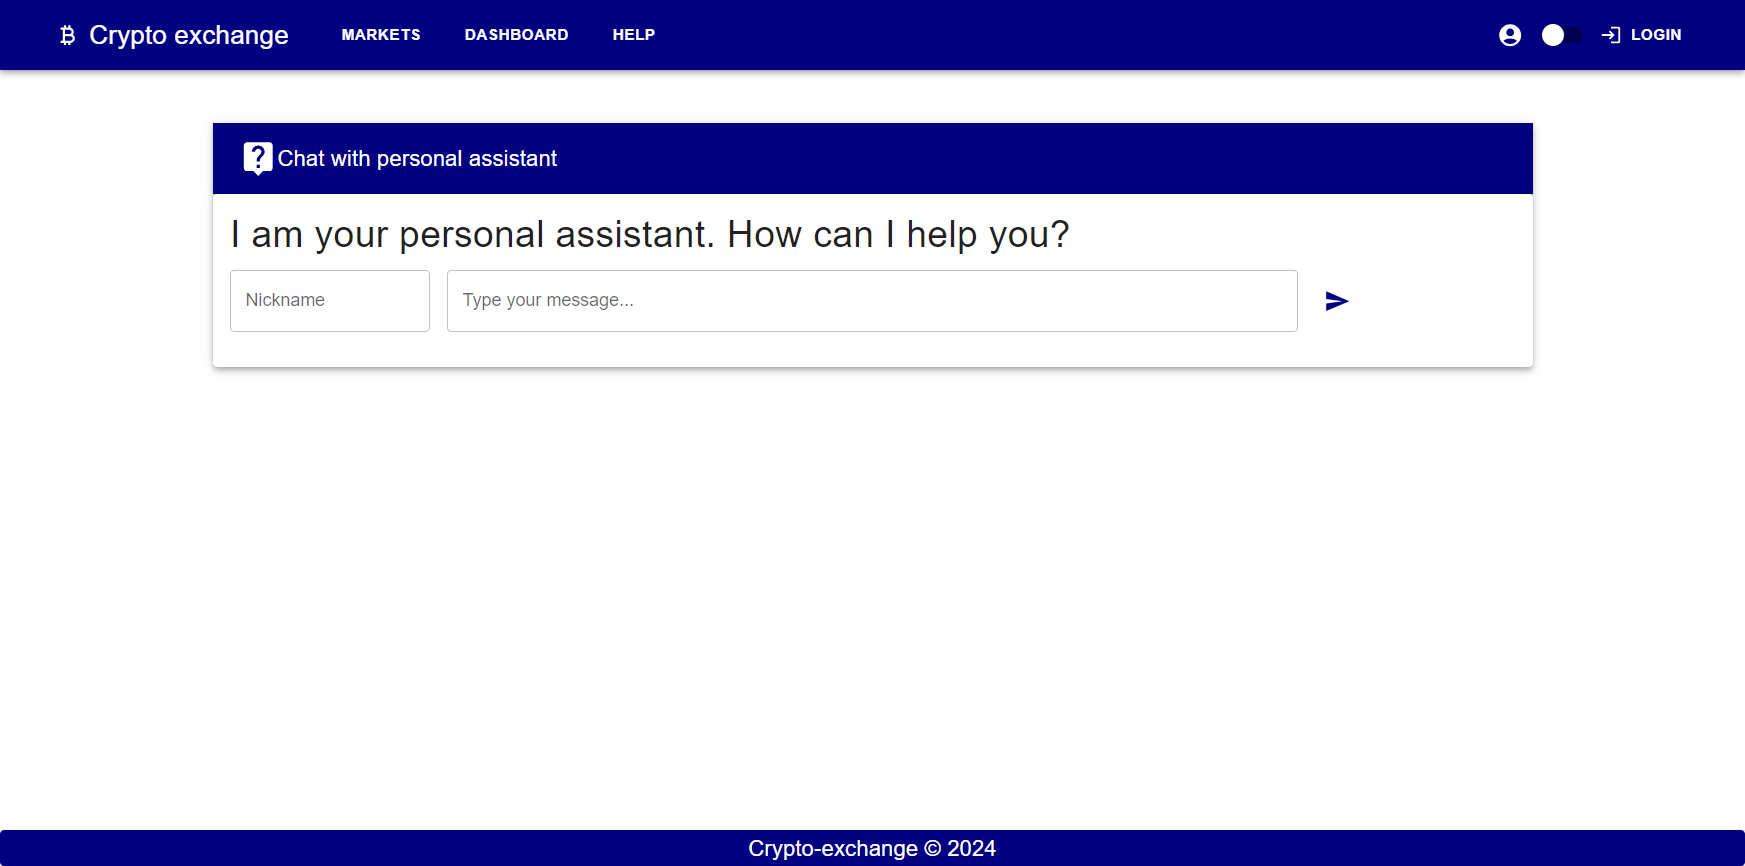 Crypto exchange MARKETS DASHBOARD HELP LOGIN
Chat with personal assistant
I am your personal assistant. How can I help you?
Nickname Type your message...
Crypto-exchange © 2024